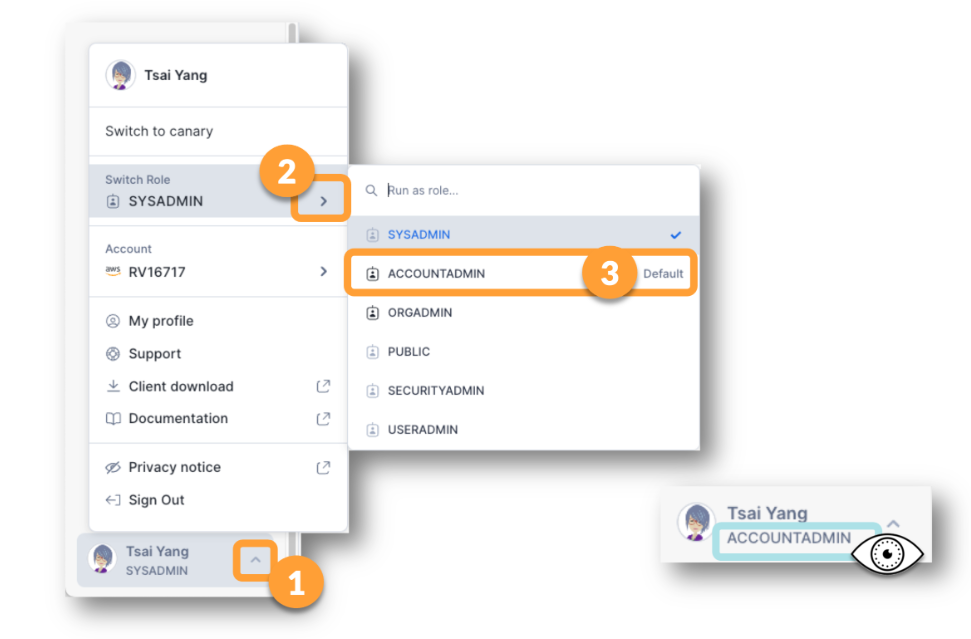 Tsai Yang
Switch to canary
Switch Role
SYSADMIN
2
Account
aws RV16717
My profile
Support
Client download
Documentation
Privacy notice
Sign Out
Tsai Yang
SYSADMIN
1
Run as role...
SYSADMIN
ACCOUNTADMIN 3 Default
ORGADMIN
PUBLIC
SECURITYADMIN
USERADMIN
Tsai Yang
ACCOUNTADMIN